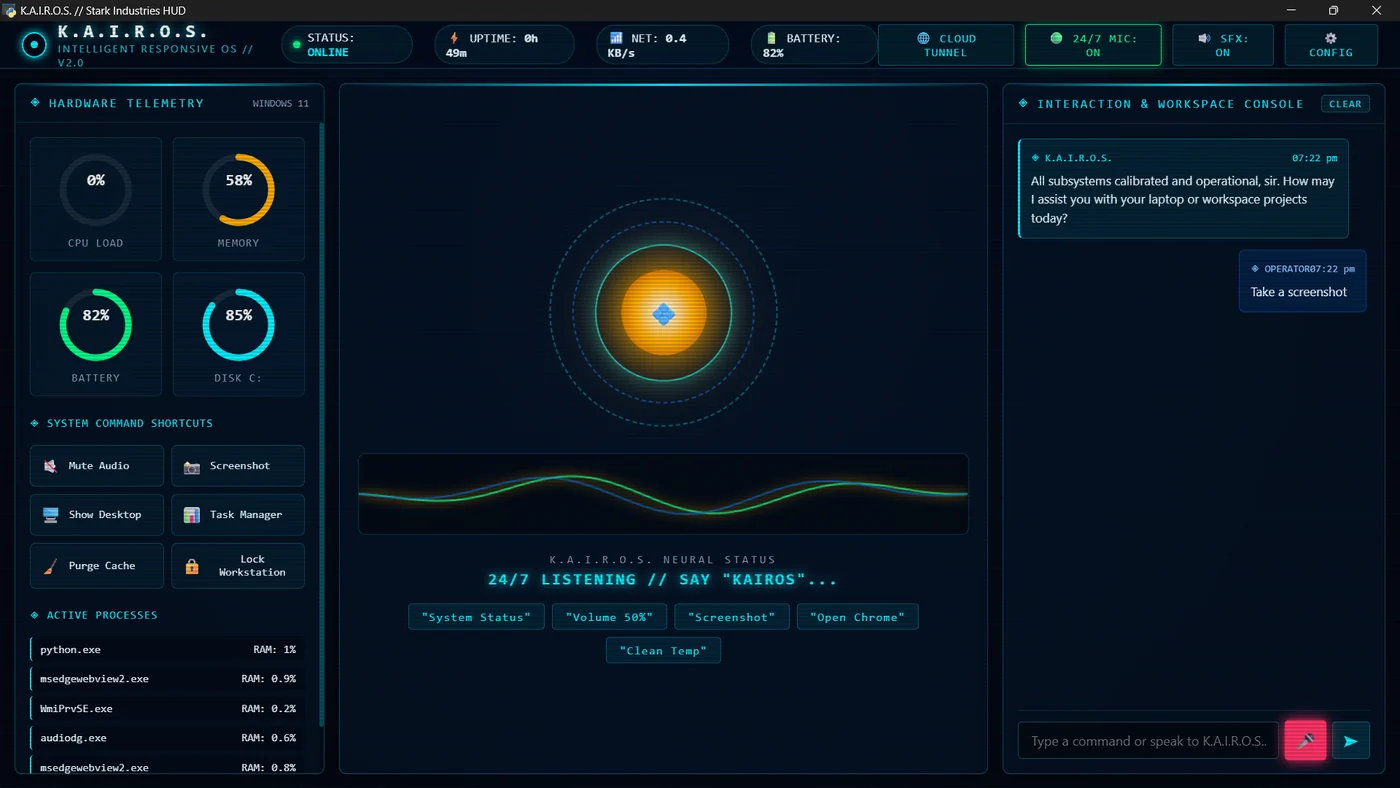 K.A.I.R.O.S. // Stark Industries HUD
K.A.I.R.O.S.
INTELLIGENT RESPONSIVE OS //
V2.0
STATUS:
ONLINE
UPTIME: 0h
49m
NET: 0.4
KB/s
BATTERY:
82%
CLOUD
TUNNEL
24/7 MIC:
ON
SFX:
ON
CONFIG
HARDWARE TELEMETRY
WINDOWS 11
0%
CPU LOAD
58%
MEMORY
82%
BATTERY
85%
DISK C:
SYSTEM COMMAND SHORTCUTS
Mute Audio
Screenshot
Show Desktop
Task Manager
Purge Cache
Lock
Workstation
ACTIVE PROCESSES
python.exe RAM: 1%
msedgewebview2.exe RAM: 0.9%
WmiPrvSE.exe RAM: 0.2%
audiodg.exe RAM: 0.6%
msedgewebview2.exe RAM: 0.8%
K.A.I.R.O.S. NEURAL STATUS
24/7 LISTENING // SAY "KAIROS"...
"System Status" "Volume 50%" "Screenshot" "Open Chrome"
"Clean Temp"
INTERACTION & WORKSPACE CONSOLE
CLEAR
K.A.I.R.O.S. 07:22 pm
All subsystems calibrated and operational, sir. How may
I assist you with your laptop or workspace projects
today?
OPERATOR07:22 pm
Take a screenshot
Type a command or speak to K.A.I.R.O.S..